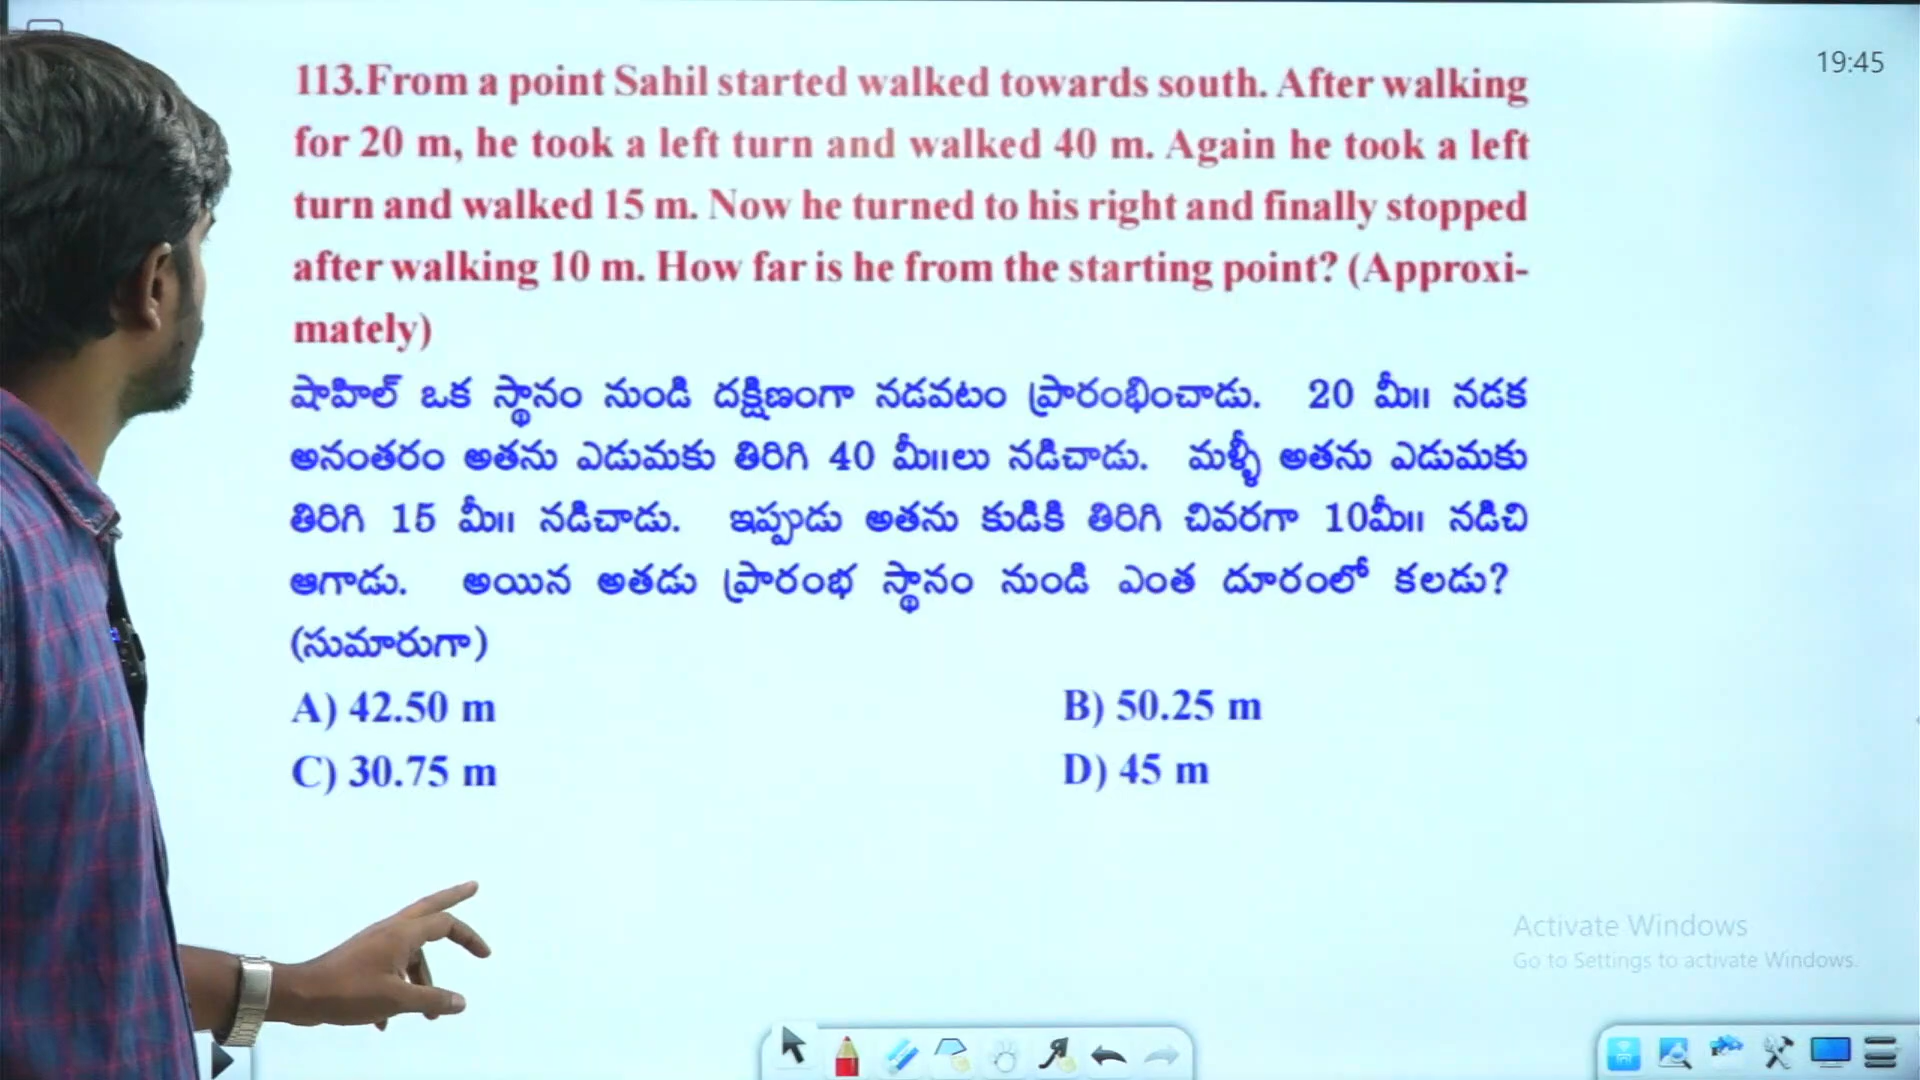 19:45
113.From a point Sahil started walked towards south. After walking
for 20 m, he took a left turn and walked 40 m. Again he took a left
turn and walked 15 m. Now he turned to his right and finally stopped
after walking 10 m. How far is he from the starting point? (Approxi-
mately)
షాహిల్ ఒక స్థానం నుండి దక్షిణంగా నడవటం ప్రారంభించాడు. 20 మీ॥ నడక
అనంతరం అతను ఎడుమకు తిరిగి 40 మీ॥లు నడిచాడు. మళ్ళీ అతను ఎడుమకు
తిరిగి 15 మీ॥ నడిచాడు. ఇప్పుడు అతను కుడికి తిరిగి చివరగా 10మీ॥ నడిచి
ఆగాడు. అయిన అతడు ప్రారంభ స్థానం నుండి ఎంత దూరంలో కలడు?
(సుమారుగా)
A) 42.50 m B) 50.25 m
C) 30.75 m D) 45 m
Activate Windows
Go to Settings to activate Windows.